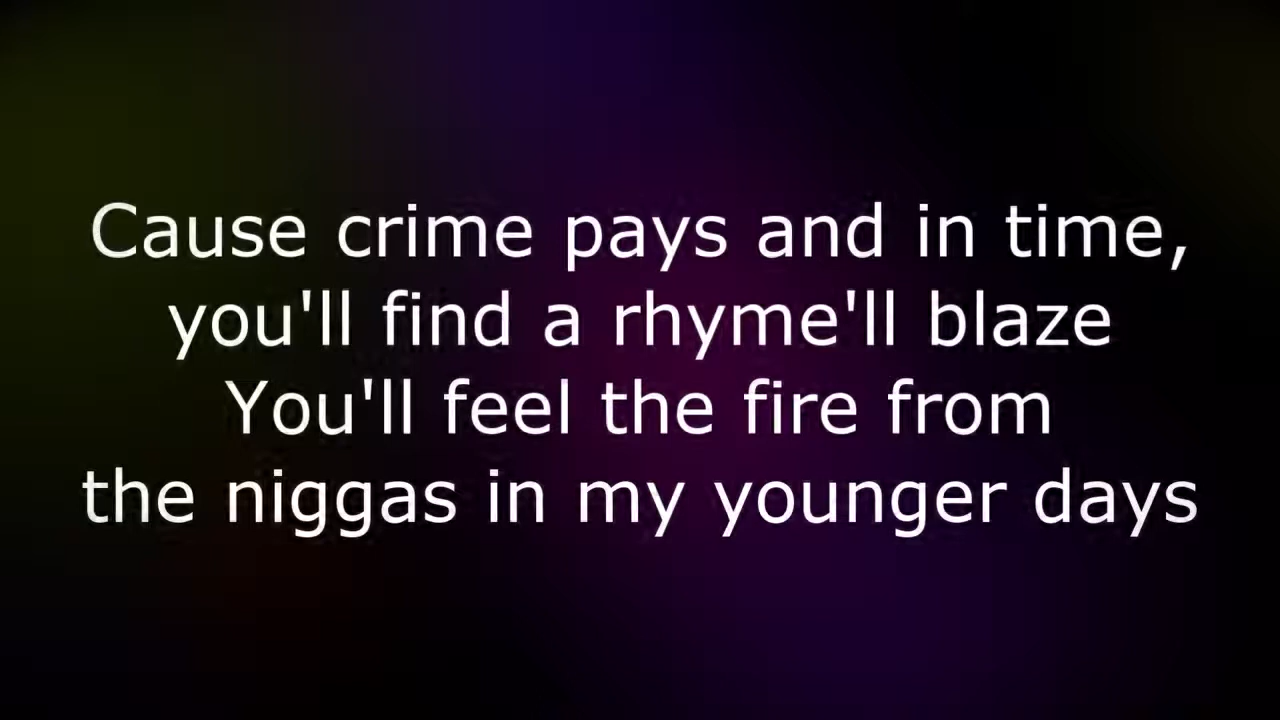 Cause crime pays and in time,
you'll find a rhyme'll blaze
You'll feel the fire from
the niggas in my younger days